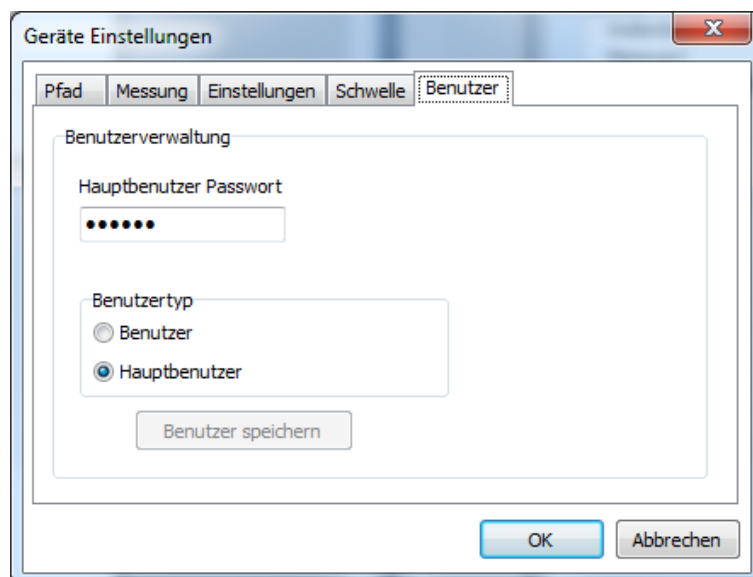 Geräte Einstellungen
Pfad Messung Einstellungen Schwelle Benutzer
Benutzerverwaltung
Hauptbenutzer Passwort
••••••
Benutzertyp
Benutzer
Hauptbenutzer
Benutzer speichern
OK Abbrechen